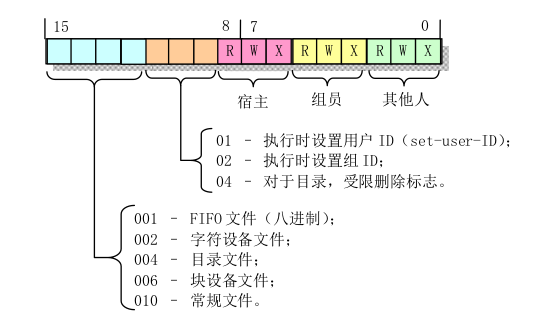 15 8 7 0
R W X R W X R W X
宿主 组员 其他人
01 - 执行时设置用户 ID（set-user-ID）；
02 - 执行时设置组 ID；
04 - 对于目录，受限删除标志。
001 - FIFO 文件（八进制）；
002 - 字符设备文件；
004 - 目录文件；
006 - 块设备文件；
010 - 常规文件。